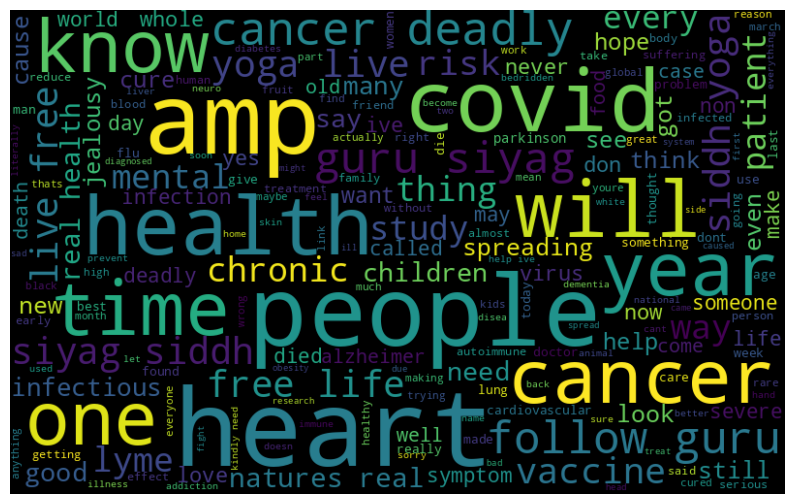 world whole
cancer deadly
every
cause
know
yoga live
risk
hope
reason
march
body
siddh yoga
reduce
diabetes
part
women
work
bedridden
take
suffering
everything
cure
human
old
many
never
case
man
liver
neuro
fruit
find
friend
become
two
global
problem
system
jealousy
blood
amp
covid
food
non
day
say
ive
got
patient
death
flu
actually
die
parkinson
infected
last
literally
live free
diagnosed
soon
might
yes
guru siyag
right
see
great
first
thats
mental
give
family
mean
don
think
use
real health
infection
treatment
want
thing
may
youre
thought
even
make
sad
prevent
maybe
feel
without
called
almost
white
will
side
going
health
home
skin
study
spreading
something
dont
caused
high
link
ill
help ive
deadly
chronic
children
virus
year
age
black
new
best
month
time
people
much
kids
today
dementia
now
national
someone
early
wrong
disea
spread
cant
came
way
person
siyag siddh
used
let
died
alzheimer
autoimmune
doctor
animal
help
come
life
week
found
obesity
due
making
back
infectious
free life
need
lung
cancer
care
rare
hand
everyone
trying
cardiovascular
look
severe
one
heart
research
healthy
name
made
sure
better
anything
getting
fight
kindly need
immune
well
really
follow guru
said
treat
good
lyme
love
doesn
sorry
symptom
bad
vaccine
still
illness
effect
addiction
natures real
head
cured
serious